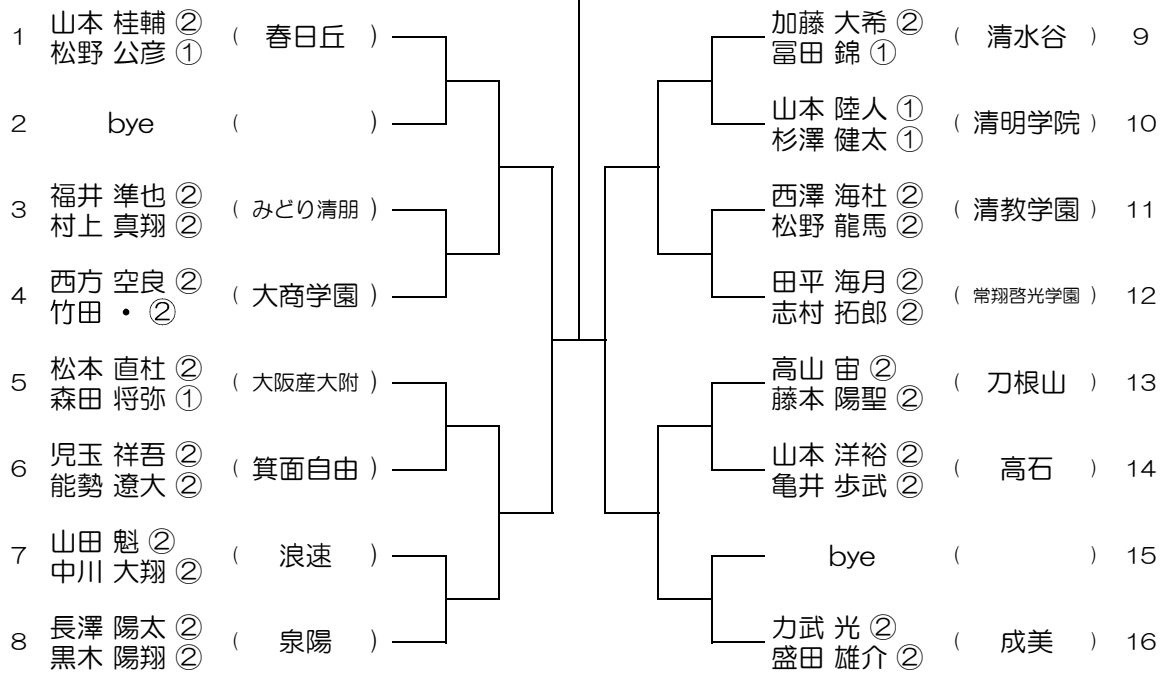 1 山本 桂輔 ② ( 春日丘 )
松野 公彦 ①
2 bye ( )
3 福井 準也 ② ( みどり清朋 )
村上 真翔 ②
4 西方 空良 ② ( 大商学園 )
竹田 ・ ②
5 松本 直杜 ② ( 大阪産大附 )
森田 将弥 ①
6 児玉 祥吾 ② ( 箕面自由 )
能勢 遼大 ②
7 山田 魁 ② ( 浪速 )
中川 大翔 ②
8 長澤 陽太 ② ( 泉陽 )
黒木 陽翔 ②
加藤 大希 ② ( 清水谷 ) 9
冨田 錦 ①
山本 陸人 ① ( 清明学院 ) 10
杉澤 健太 ①
西澤 海杜 ② ( 清教学園 ) 11
松野 龍馬 ②
田平 海月 ② ( 常翔啓光学園 ) 12
志村 拓郎 ②
高山 宙 ② ( 刀根山 ) 13
藤本 陽聖 ②
山本 洋裕 ② ( 高石 ) 14
亀井 歩武 ②
bye ( ) 15
力武 光 ② ( 成美 ) 16
盛田 雄介 ②